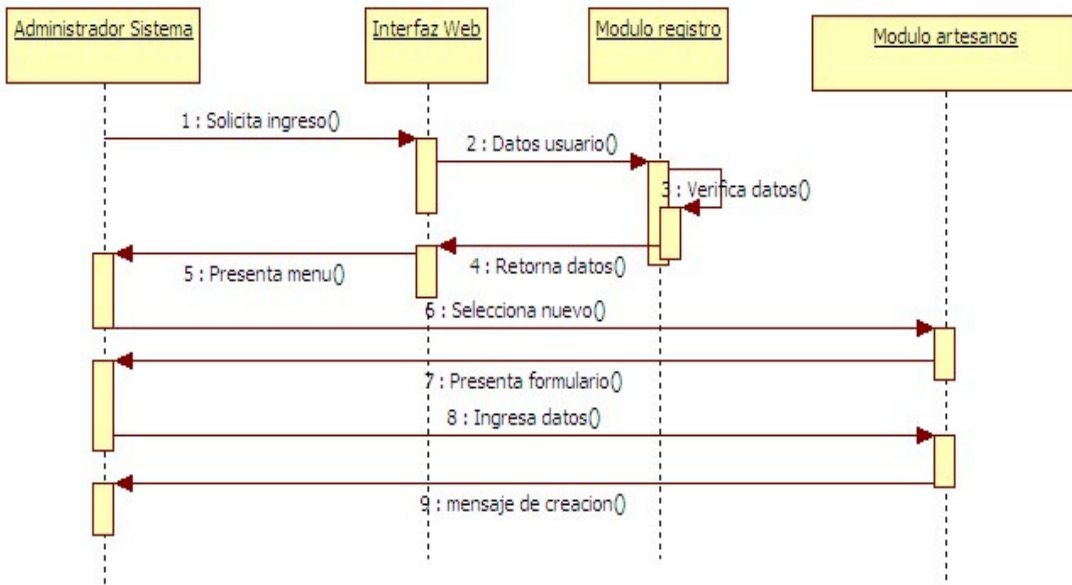 Administrador Sistema
Interfaz Web
Modulo registro
Modulo artesanos
1 : Solicita ingreso()
2 : Datos usuario()
3 : Verifica datos()
4 : Retorna datos()
5 : Presenta menu()
6 : Selecciona nuevo()
7 : Presenta formulario()
8 : Ingresa datos()
9 : mensaje de creacion()